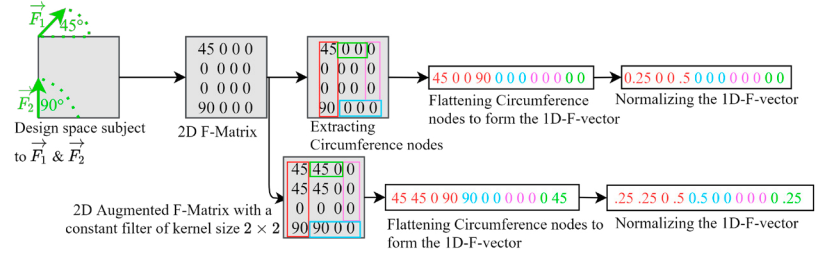 F₁ 45°
F₂ 90°
Design space subject
to F₁ & F₂
45 0 0 0
0 0 0 0
0 0 0 0
90 0 0 0
2D F-Matrix
45 0 0 0
0 0 0 0
0 0 0 0
90 0 0 0
Extracting
Circumference nodes
45 0 0 90 0 0 0 0 0 0 0 0
Flattening Circumference
nodes to form the 1D-F-vector
0.25 0 0 .5 0 0 0 0 0 0 0 0
Normalizing the 1D-F-vector
2D Augmented F-Matrix with a
constant filter of kernel size 2 × 2
45 45 0 0
45 45 0 0
0 0 0 0
90 90 0 0
45 45 0 90 90 0 0 0 0 0 0 45
Flattening Circumference nodes to
form the 1D-F-vector
.25 .25 0 .5 0.5 0 0 0 0 0 0 .25
Normalizing the 1D-F-vector